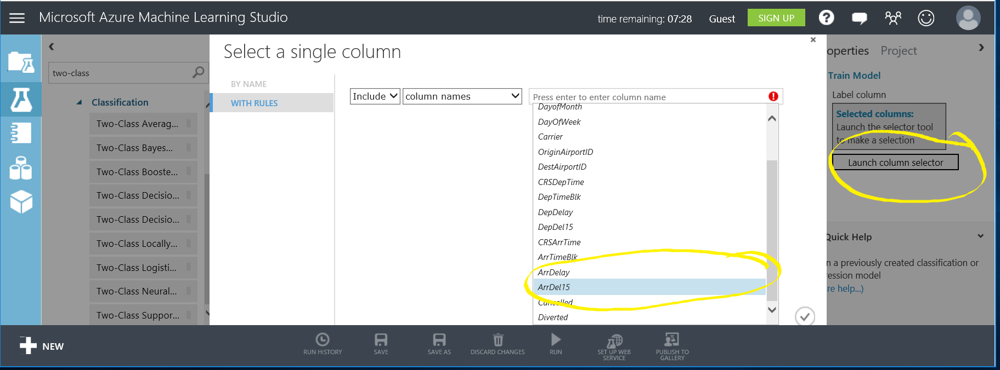 Microsoft Azure Machine Learning Studio
time remaining: 07:28
Guest
SIGN UP
?
two-class
Classification
Two-Class Averag...
Two-Class Bayes...
Two-Class Booste...
Two-Class Decisio...
Two-Class Decisio...
Two-Class Locally...
Two-Class Logisti...
Two-Class Neural...
Two-Class Suppor...
Select a single column
BY NAME
WITH RULES
Include
column names
Press enter to enter column name
DayofMonth
DayOfWeek
Carrier
OriginAirportID
DestAirportID
CRSDepTime
DepTimeBlk
DepDelay
DepDel15
CRSArrTime
ArrTimeBlk
ArrDelay
ArrDel15
Cancelled
Diverted
operties Project
Train Model
Label column
Selected columns:
Launch the selector tool
to make a selection
Launch column selector
Quick Help
n a previously created classification or
ession model
re help...)
NEW
RUN HISTORY
SAVE
SAVE AS
DISCARD CHANGES
RUN
SET UP WEB
SERVICE
PUBLISH TO
GALLERY